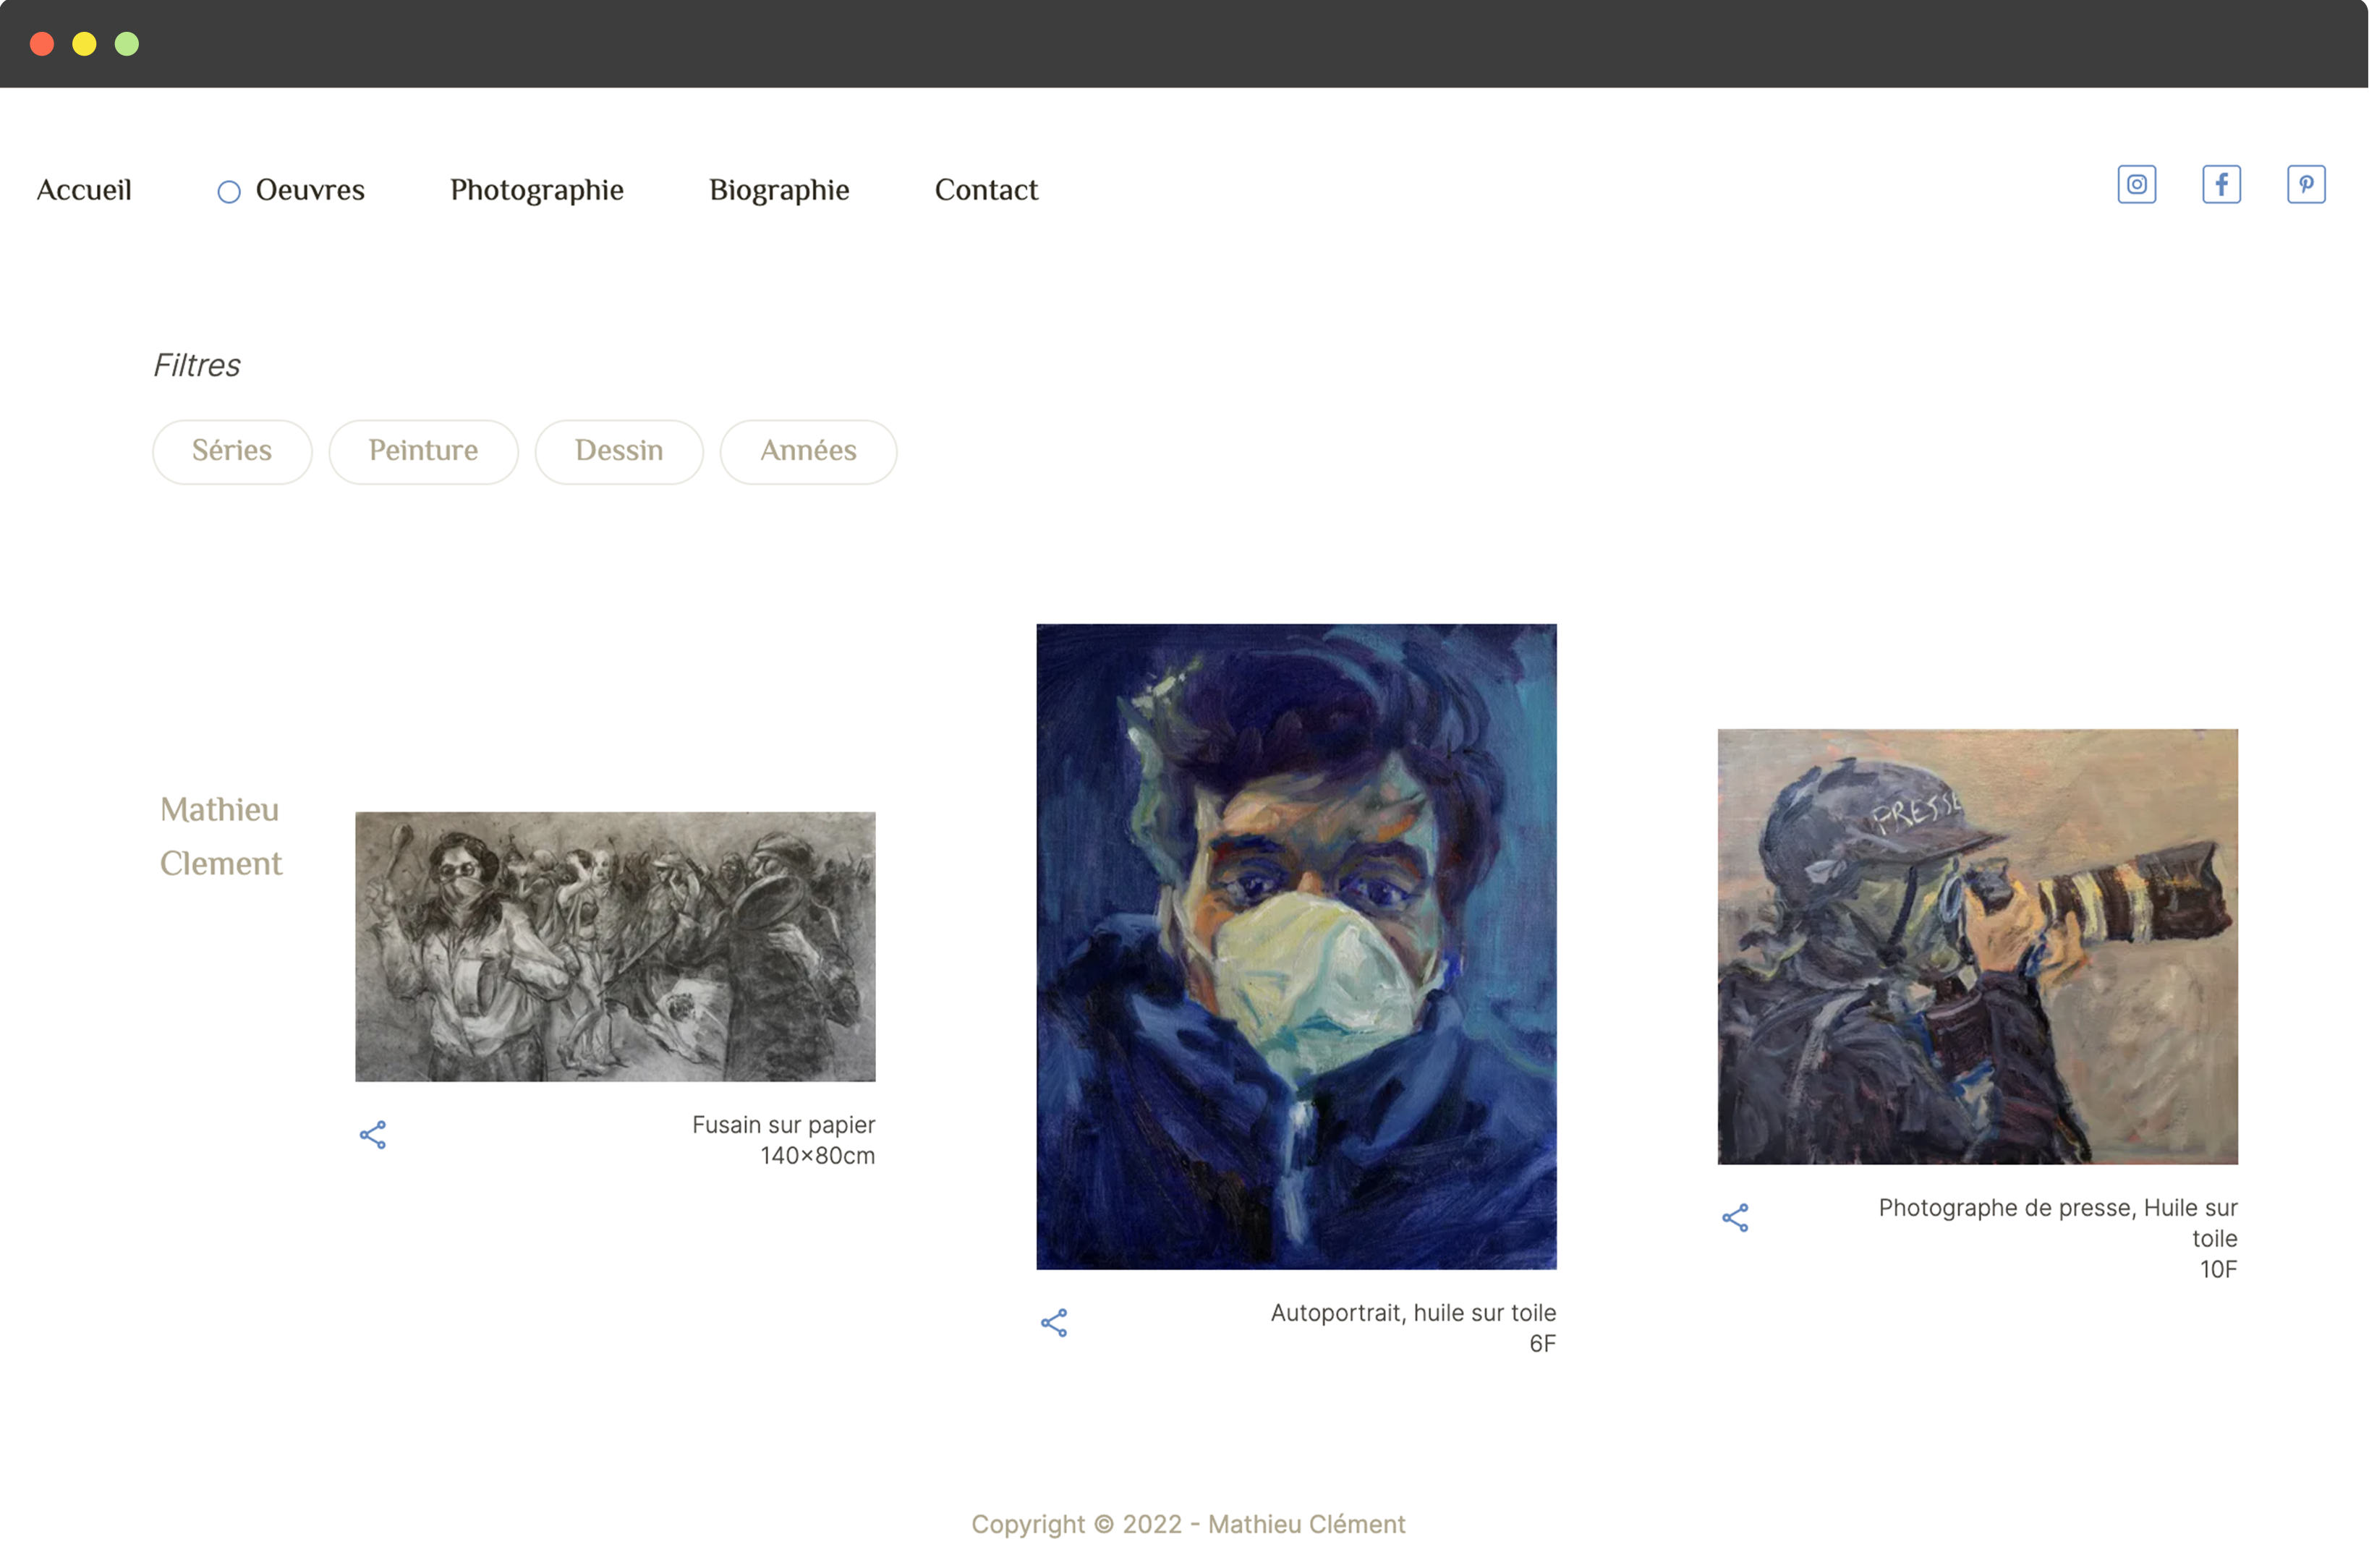 Accueil
Oeuvres
Photographie
Biographie
Contact
Filtres
Séries
Peinture
Dessin
Années
Mathieu
Clement
Fusain sur papier
140×80cm
Autoportrait, huile sur toile
6F
PRESSE
Photographe de presse, Huile sur
toile
10F
Copyright © 2022 - Mathieu Clément